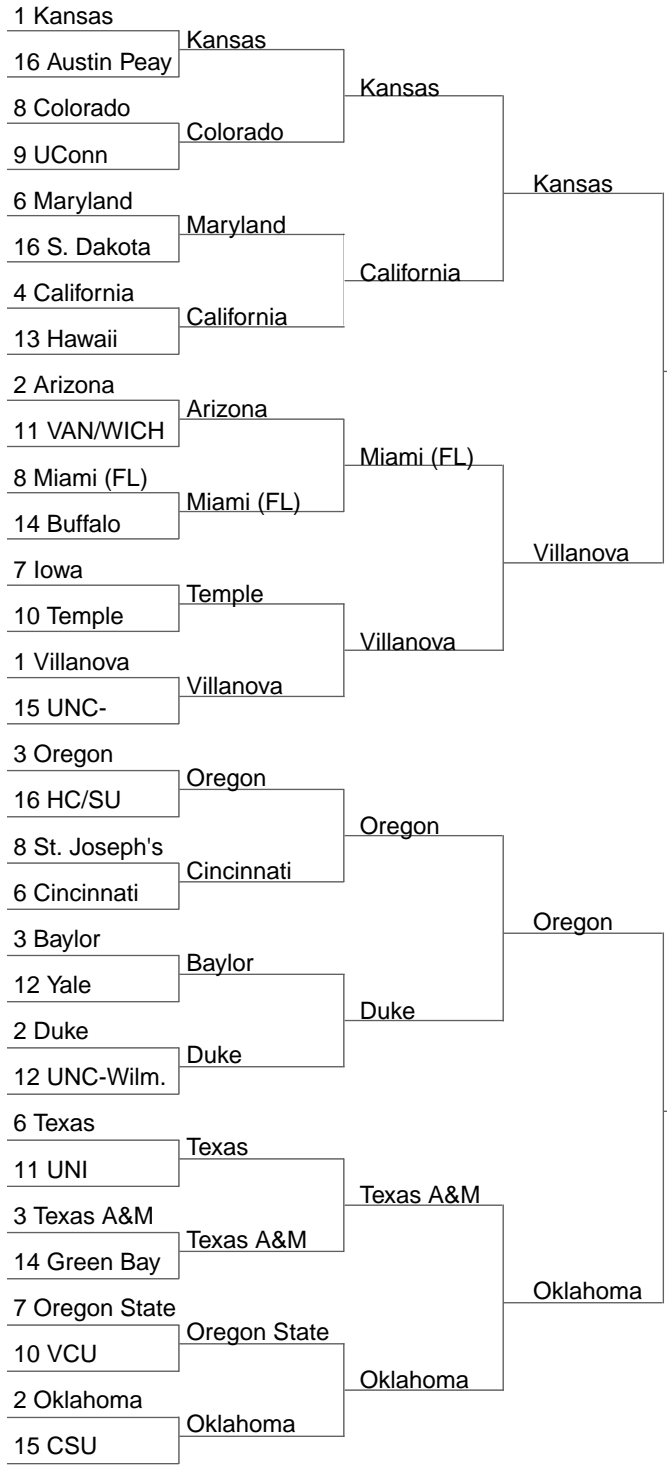 1 Kansas
16 Austin Peay
8 Colorado
9 UConn
6 Maryland
16 S. Dakota
4 California
13 Hawaii
2 Arizona
11 VAN/WICH
8 Miami (FL)
14 Buffalo
7 Iowa
10 Temple
1 Villanova
15 UNC-
3 Oregon
16 HC/SU
8 St. Joseph's
6 Cincinnati
3 Baylor
12 Yale
2 Duke
12 UNC-Wilm.
6 Texas
11 UNI
3 Texas A&M
14 Green Bay
7 Oregon State
10 VCU
2 Oklahoma
15 CSU
Kansas
Colorado
Maryland
California
Arizona
Miami (FL)
Temple
Villanova
Oregon
Cincinnati
Baylor
Duke
Texas
Texas A&M
Oregon State
Oklahoma
Kansas
California
Miami (FL)
Villanova
Oregon
Duke
Texas A&M
Oklahoma
Kansas
Villanova
Oregon
Oklahoma